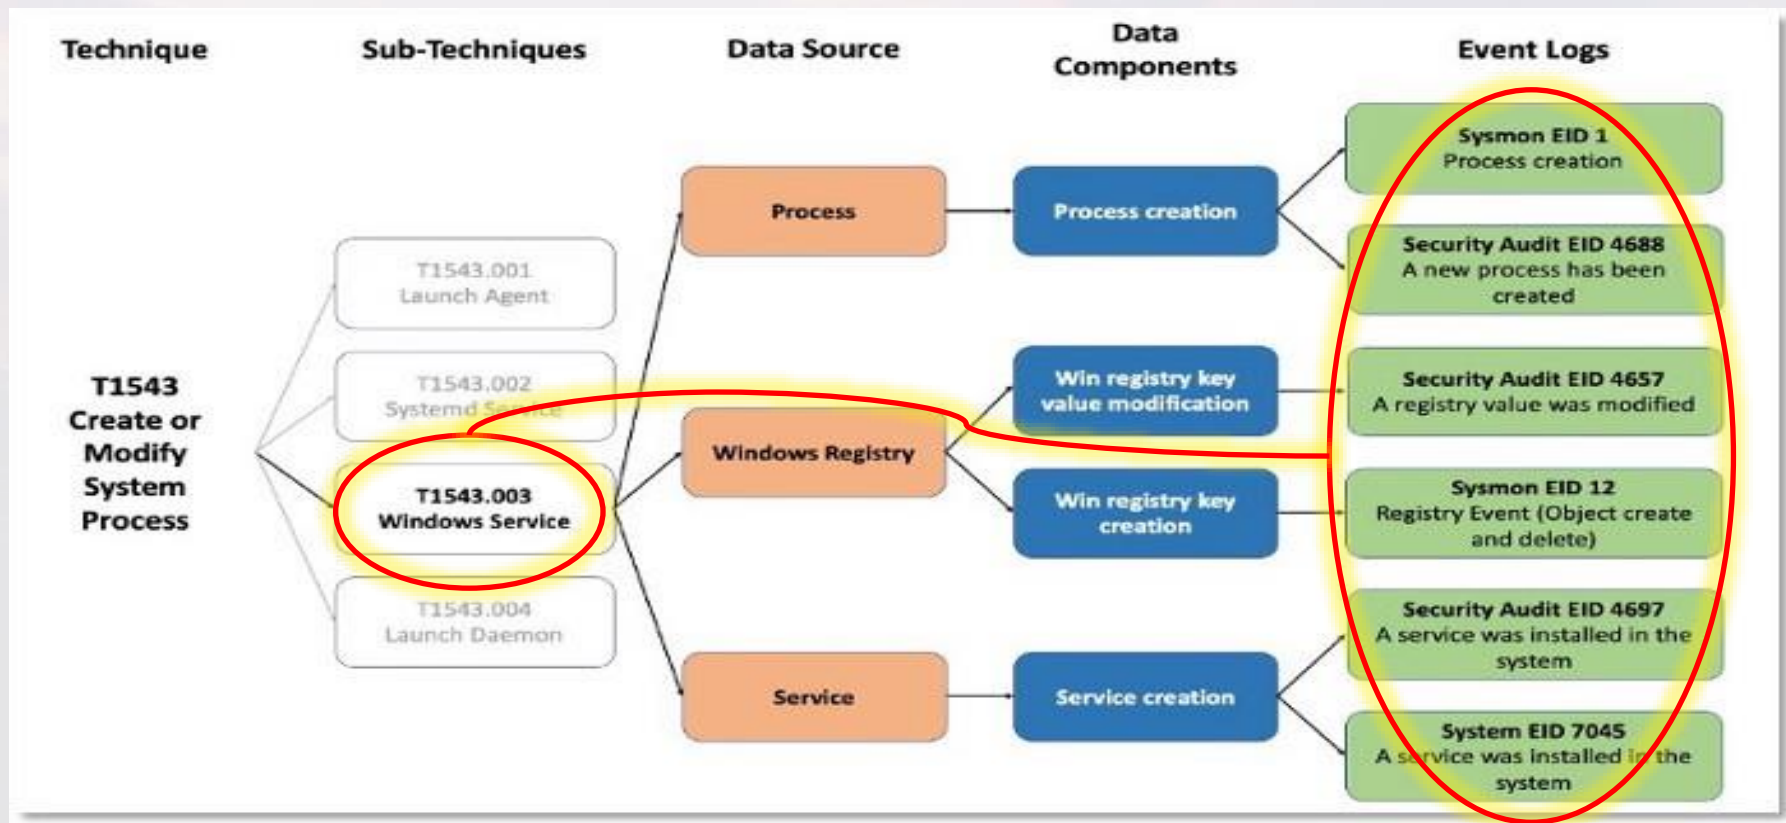 Technique
Sub-Techniques
Data Source
Data
Components
Event Logs
T1543
Create or
Modify
System
Process
T1543.001
Launch Agent
T1543.002
Systemd Service
T1543.003
Windows Service
T1543.004
Launch Daemon
Process
Windows Registry
Service
Process creation
Win registry key
value modification
Win registry key
creation
Service creation
Sysmon EID 1
Process creation
Security Audit EID 4688
A new process has been
created
Security Audit EID 4657
A registry value was modified
Sysmon EID 12
Registry Event (Object create
and delete)
Security Audit EID 4697
A service was installed in the
system
System EID 7045
A service was installed in the
system